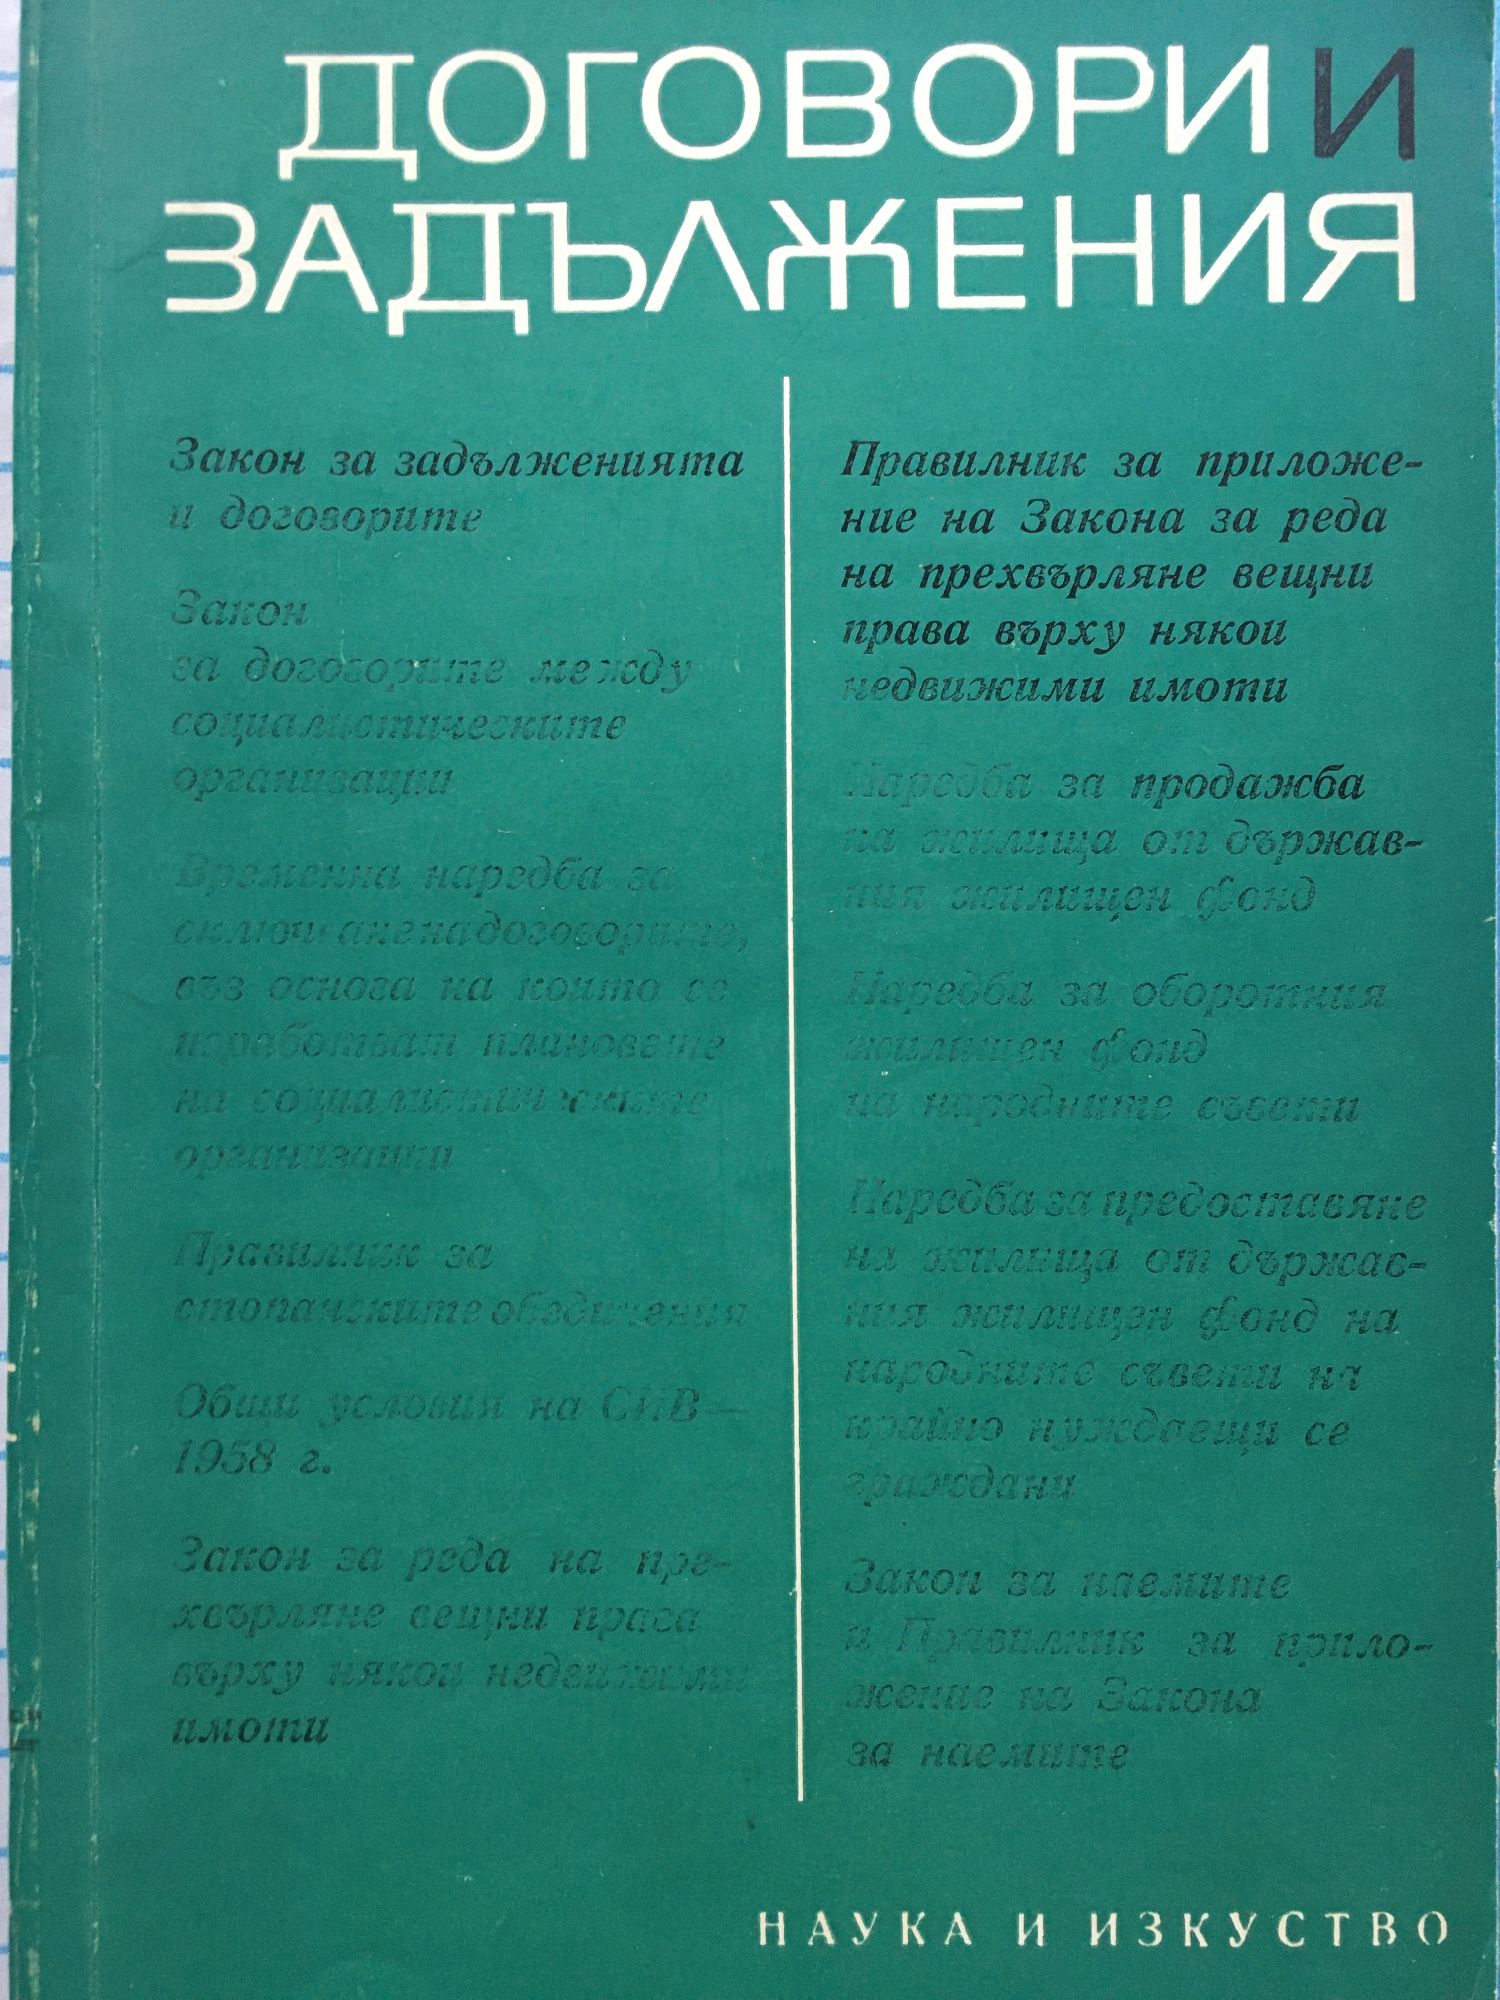 ДОГОВОРИ И
ЗАДЪЛЖЕНИЯ
Закон за задълженията
и договорите
Закон
за договорите между
социалистическите
организации
Временна наредба за
сключване на договорите,
въз основа на които се
изработват плановете
на социалистическите
организации
Правилник за
стопанските обединения
Общи условия на СИВ —
1958 г.
Закон за реда на пре-
хвърляне вещни права
върху някои недвижими
имоти
Правилник за приложе-
ние на Закона за реда
на прехвърляне вещни
права върху някои
недвижими имоти
Наредба за продажба
на жилища от държав-
ния жилищен фонд
Наредба за оборотния
жилищен фонд
на народните съвети
Наредба за предоставяне
на жилища от държав-
ния жилищен фонд на
народните съвети на
крайно нуждаещи се
граждани
Закон за наемите
и Правилник за прило-
жение на Закона
за наемите
НАУКА И ИЗКУСТВО